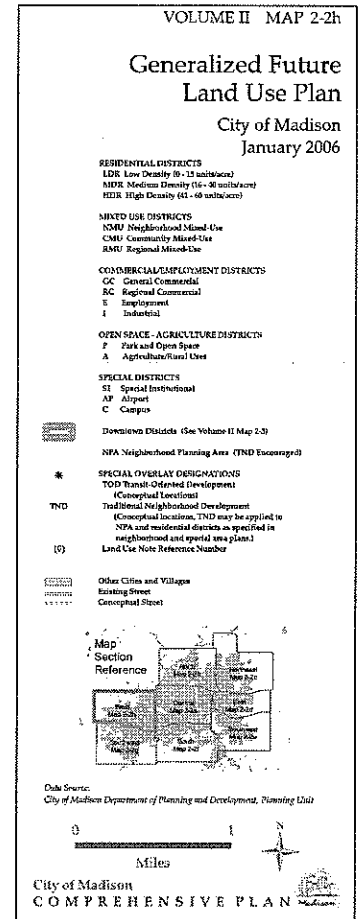 VOLUME II MAP 2-2h
Generalized Future
Land Use Plan
City of Madison
January 2006
RESIDENTIAL DISTRICTS
LDR Low Density (0 - 15 units/acre)
MDR Medium Density (16 - 40 units/acre)
HDR High Density (41 - 60 units/acre)
MIXED USE DISTRICTS
NMU Neighborhood Mixed-Use
CMU Community Mixed-Use
RMU Regional Mixed-Use
COMMERCIAL/EMPLOYMENT DISTRICTS
GC General Commercial
RC Regional Commercial
E Employment
I Industrial
OPEN SPACE - AGRICULTURE DISTRICTS
P Park and Open Space
A Agriculture/Rural Uses
SPECIAL DISTRICTS
SI Special Institutional
AP Airport
C Campus
Downtown Districts (See Volume II Map 2-3)
NPA Neighborhood Planning Area (TND Encouraged)
* SPECIAL OVERLAY DESIGNATIONS
TOD Transit-Oriented Development
(Conceptual Locations)
TND Traditional Neighborhood Development
(Conceptual locations, TND may be applied to
NPA and residential districts as specified in
neighborhood and special area plans.)
Land Use Note Reference Number
Other Cities and Villages
Existing Street
Conceptual Street
Map
Section
Reference
Data Source:
City of Madison Department of Planning and Development, Planning Unit
0 1 N
Miles
City of Madison
COMPREHENSIVE PLAN